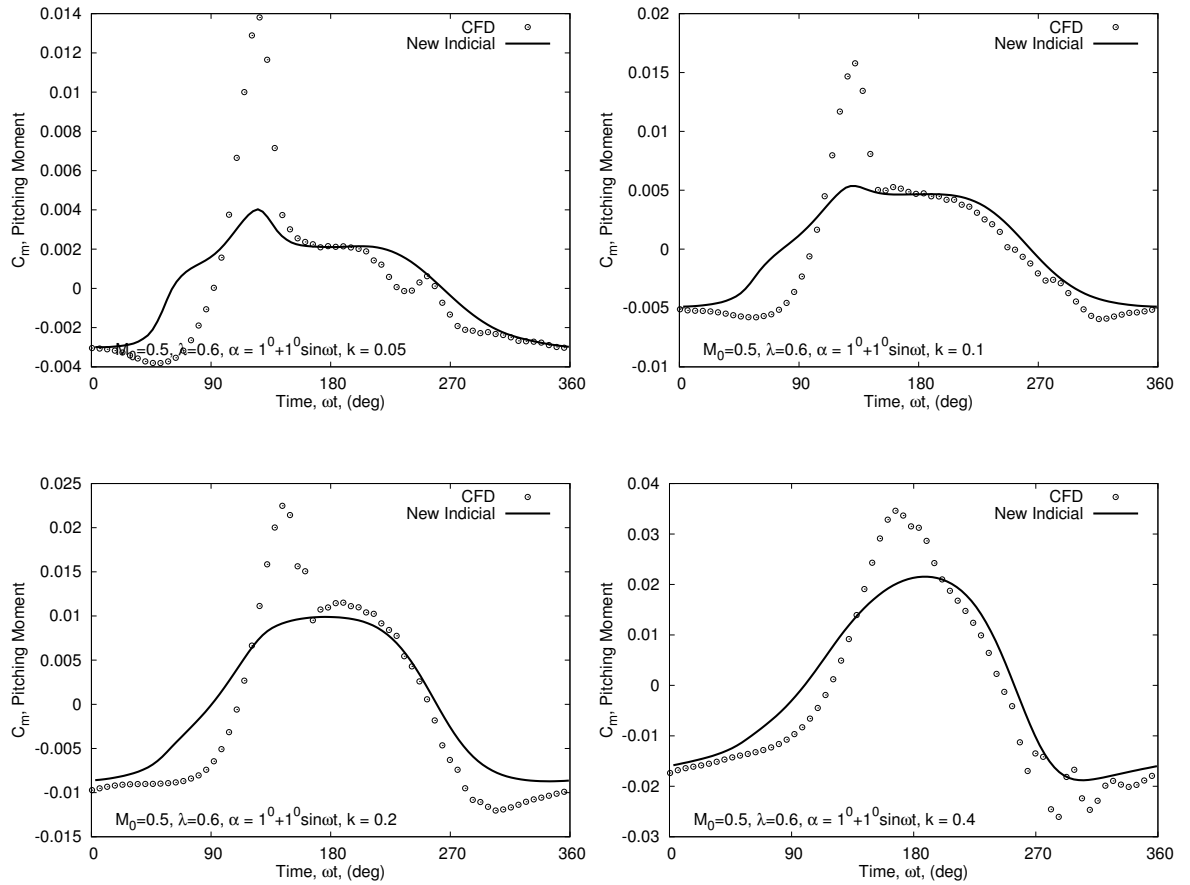 0.014
0.012
0.01
0.008
0.006
0.004
0.002
0
-0.002
-0.004
C_m, Pitching Moment
CFD
New Indicial
M_0=0.5, λ=0.6, α = 1^0+1^0sinωt, k = 0.05
0 90 180 270 360
Time, ωt, (deg)
0.02
0.015
0.01
0.005
0
-0.005
-0.01
C_m, Pitching Moment
CFD
New Indicial
M_0=0.5, λ=0.6, α = 1^0+1^0sinωt, k = 0.1
0 90 180 270 360
Time, ωt, (deg)
0.025
0.02
0.015
0.01
0.005
0
-0.005
-0.01
-0.015
C_m, Pitching Moment
CFD
New Indicial
M_0=0.5, λ=0.6, α = 1^0+1^0sinωt, k = 0.2
0 90 180 270 360
Time, ωt, (deg)
0.04
0.03
0.02
0.01
0
-0.01
-0.02
-0.03
C_m, Pitching Moment
CFD
New Indicial
M_0=0.5, λ=0.6, α = 1^0+1^0sinωt, k = 0.4
0 90 180 270 360
Time, ωt, (deg)